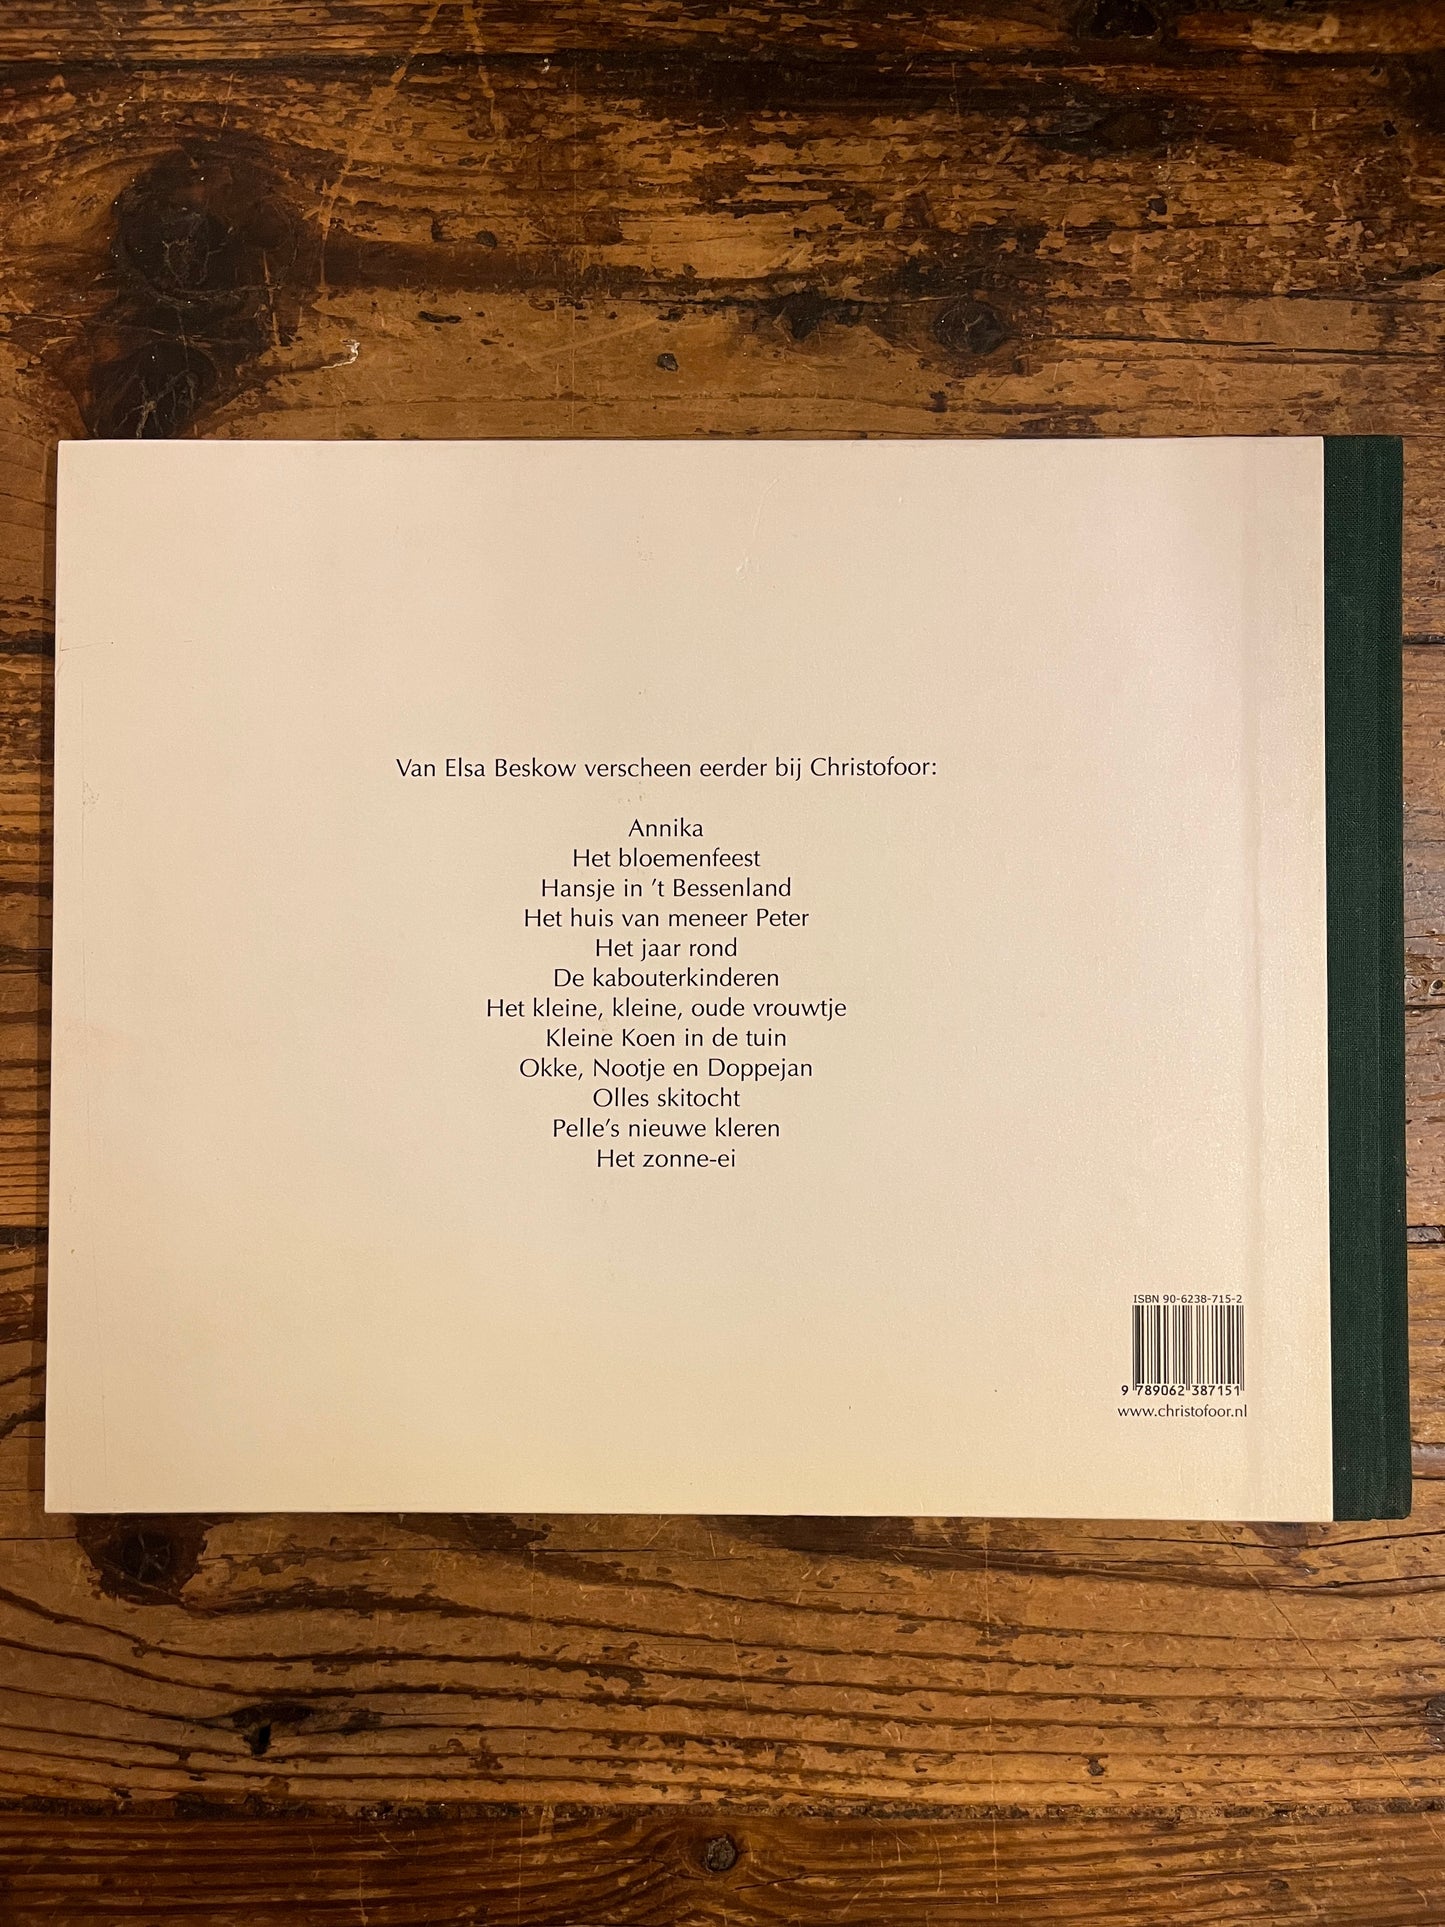 Van Elsa Beskow verscheen eerder bij Christofoor:
Annika
Het bloemenfeest
Hansje in ’t Bessenland
Het huis van meneer Peter
Het jaar rond
De kabouterkinderen
Het kleine, kleine, oude vrouwtje
Kleine Koen in de tuin
Okke, Nootje en Doppejan
Olles skitocht
Pelle’s nieuwe kleren
Het zonne-ei
ISBN 90-6238-715-2
9 789062 387151
www.christofoor.nl